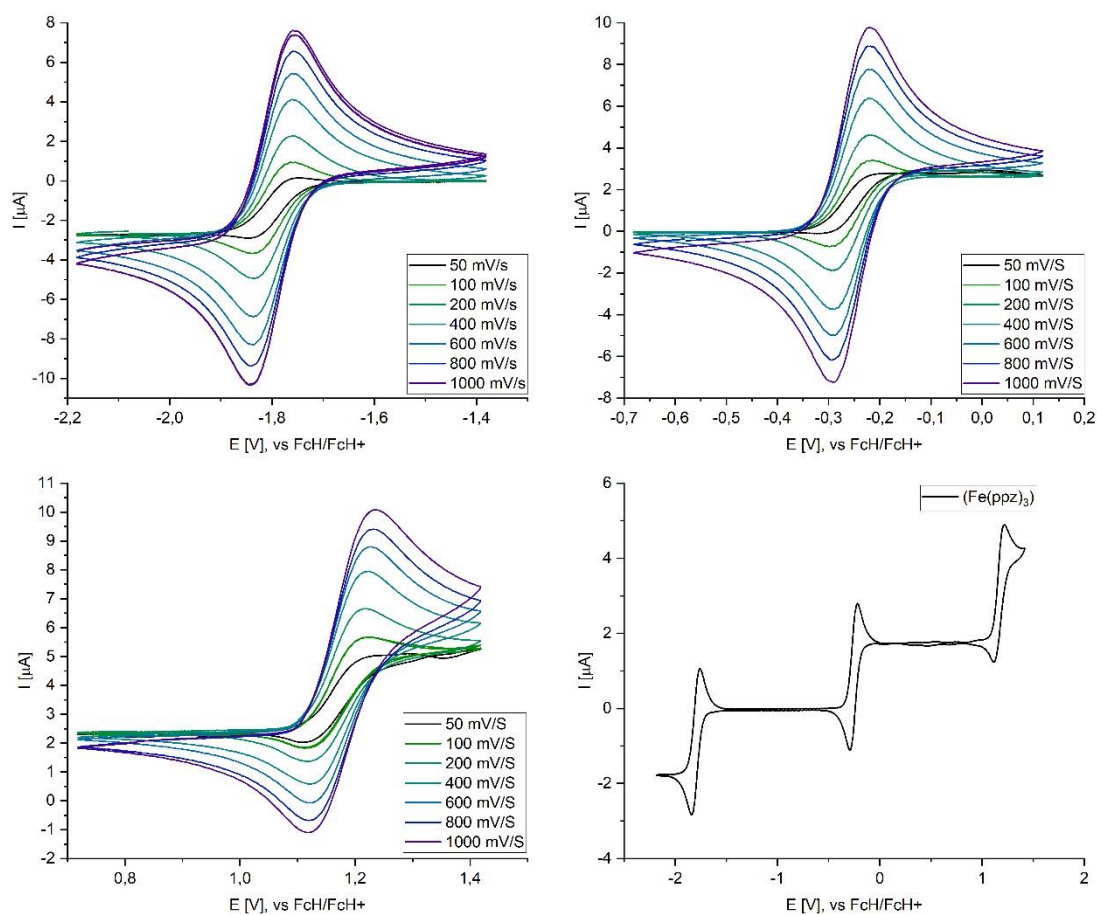 8
6
4
2
0
-2
-4
-6
-8
-10
I [µA]
-2,2
-2,0
-1,8
-1,6
-1,4
E [V], vs FcH/FcH+
50 mV/s
100 mV/s
200 mV/s
400 mV/s
600 mV/s
800 mV/s
1000 mV/s
10
8
6
4
2
0
-2
-4
-6
-8
I [µA]
-0,7
-0,6
-0,5
-0,4
-0,3
-0,2
-0,1
0,0
0,1
0,2
E [V], vs FcH/FcH+
50 mV/S
100 mV/S
200 mV/S
400 mV/S
600 mV/S
800 mV/S
1000 mV/S
11
10
9
8
7
6
5
4
3
2
1
0
-1
-2
I [µA]
0,8
1,0
1,2
1,4
E [V], vs FcH/FcH+
50 mV/S
100 mV/S
200 mV/S
400 mV/S
600 mV/S
800 mV/S
1000 mV/S
6
4
2
0
-2
-4
I [µA]
-2
-1
0
1
2
E [V], vs FcH/FcH+
(Fe(ppz)₃)